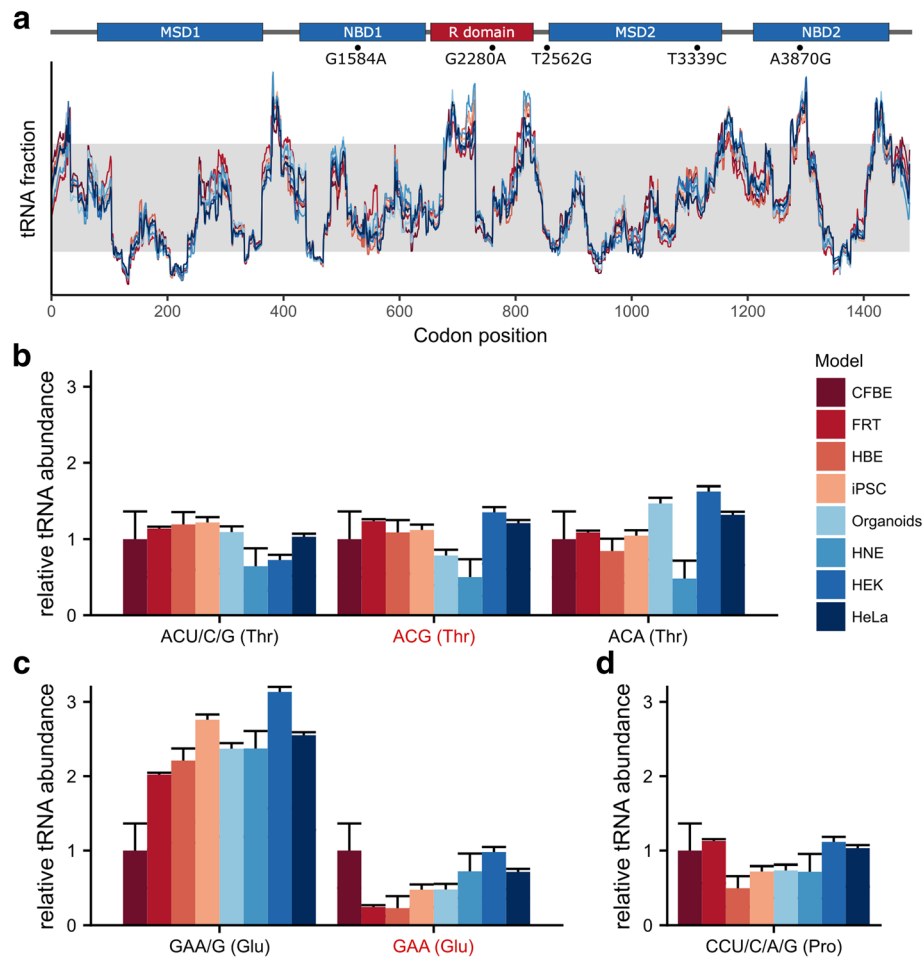 a
MSD1 NBD1 R domain MSD2 NBD2
G1584A G2280A T2562G T3339C A3870G
tRNA fraction
0 200 400 600 800 1000 1200 1400
Codon position
b
relative tRNA abundance
3
2
1
0
ACU/C/G (Thr) ACG (Thr) ACA (Thr)
Model
CFBE
FRT
HBE
iPSC
Organoids
HNE
HEK
HeLa
c
relative tRNA abundance
3
2
1
0
GAA/G (Glu) GAA (Glu)
d
relative tRNA abundance
3
2
1
0
CCU/C/A/G (Pro)